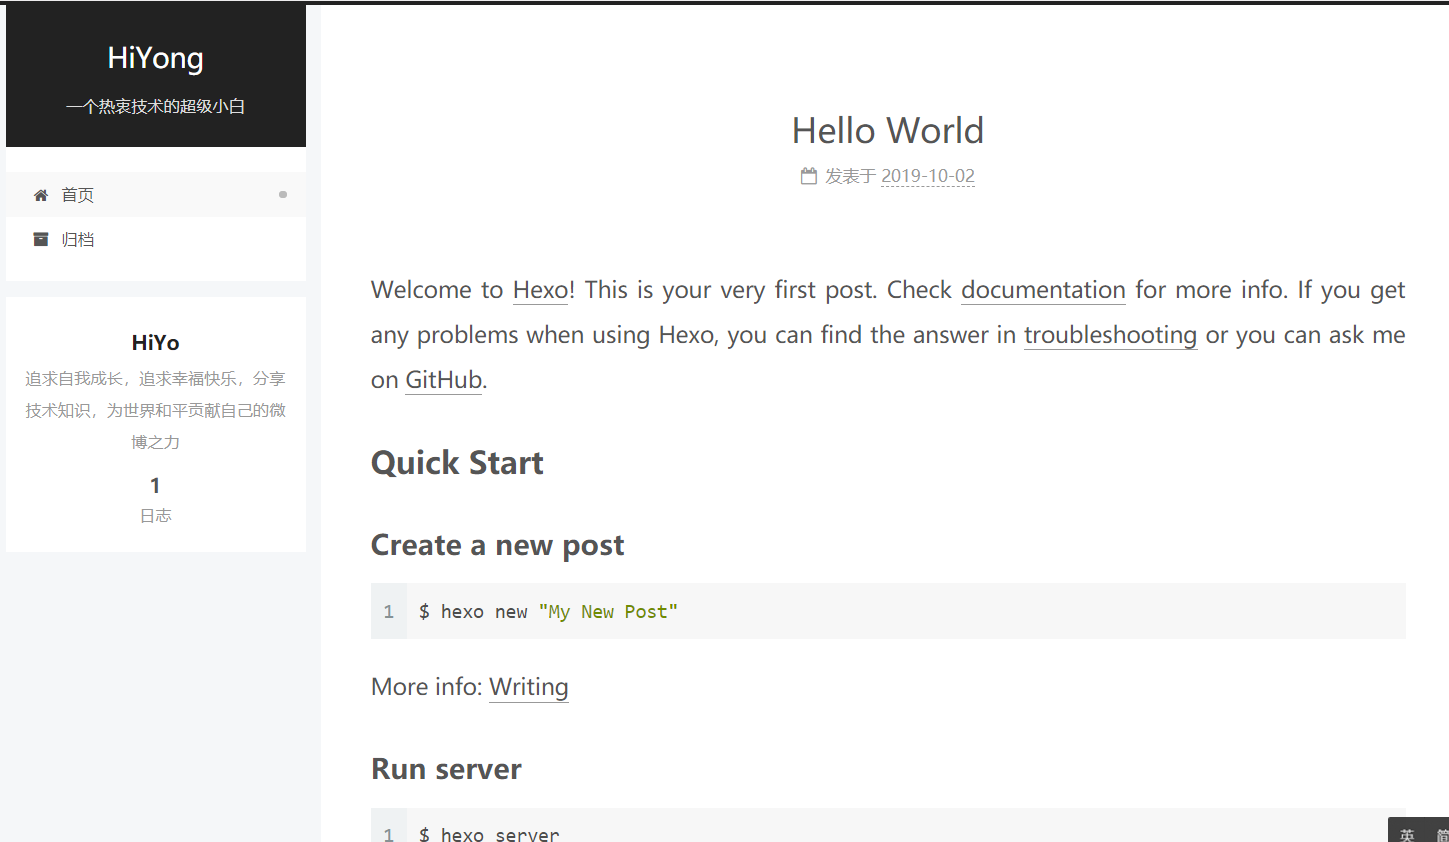 HiYong
一个热衷技术的超级小白
首页
归档
HiYo
追求自我成长，追求幸福快乐，分享
技术知识，为世界和平贡献自己的微
博之力
1
日志
Hello World
发表于 2019-10-02
Welcome to Hexo! This is your very first post. Check documentation for more info. If you get
any problems when using Hexo, you can find the answer in troubleshooting or you can ask me
on GitHub.
Quick Start
Create a new post
1 $ hexo new "My New Post"
More info: Writing
Run server
1 $ hexo server
英 简